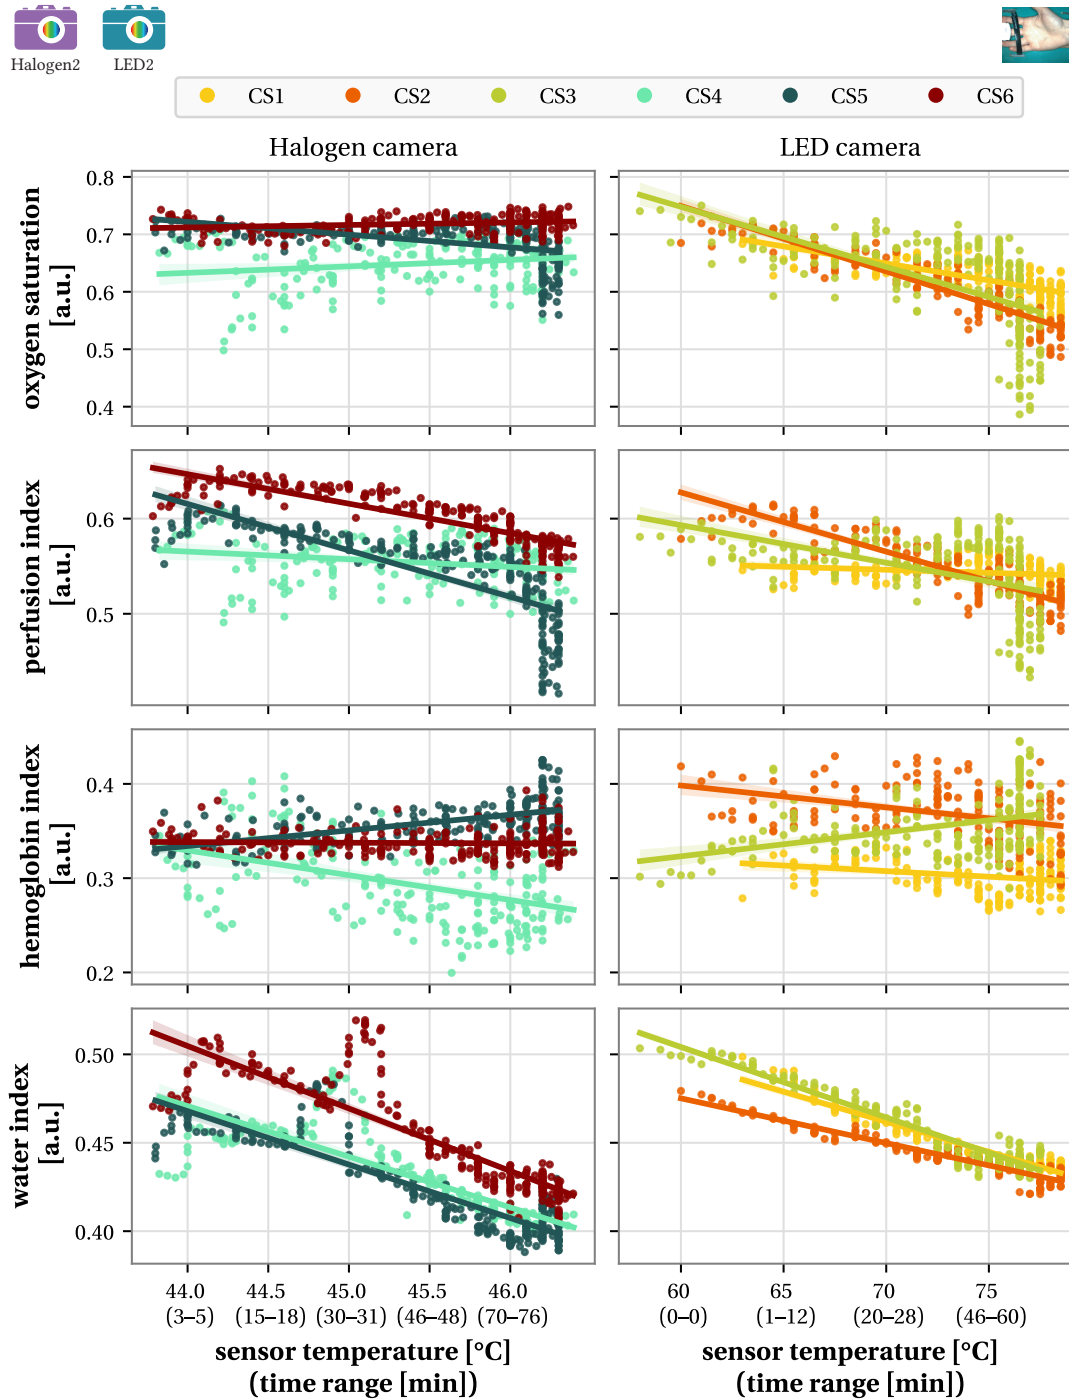 Halogen2 LED2
CS1 CS2 CS3 CS4 CS5 CS6
Halogen camera LED camera
oxygen saturation
[a.u.]
0.8
0.7
0.6
0.5
0.4
perfusion index
[a.u.]
0.6
0.5
hemoglobin index
[a.u.]
0.4
0.3
0.2
water index
[a.u.]
0.50
0.45
0.40
44.0 44.5 45.0 45.5 46.0 60 65 70 75
(3–5) (15–18) (30–31) (46–48) (70–76) (0–0) (1–12) (20–28) (46–60)
sensor temperature [°C] sensor temperature [°C]
(time range [min]) (time range [min])